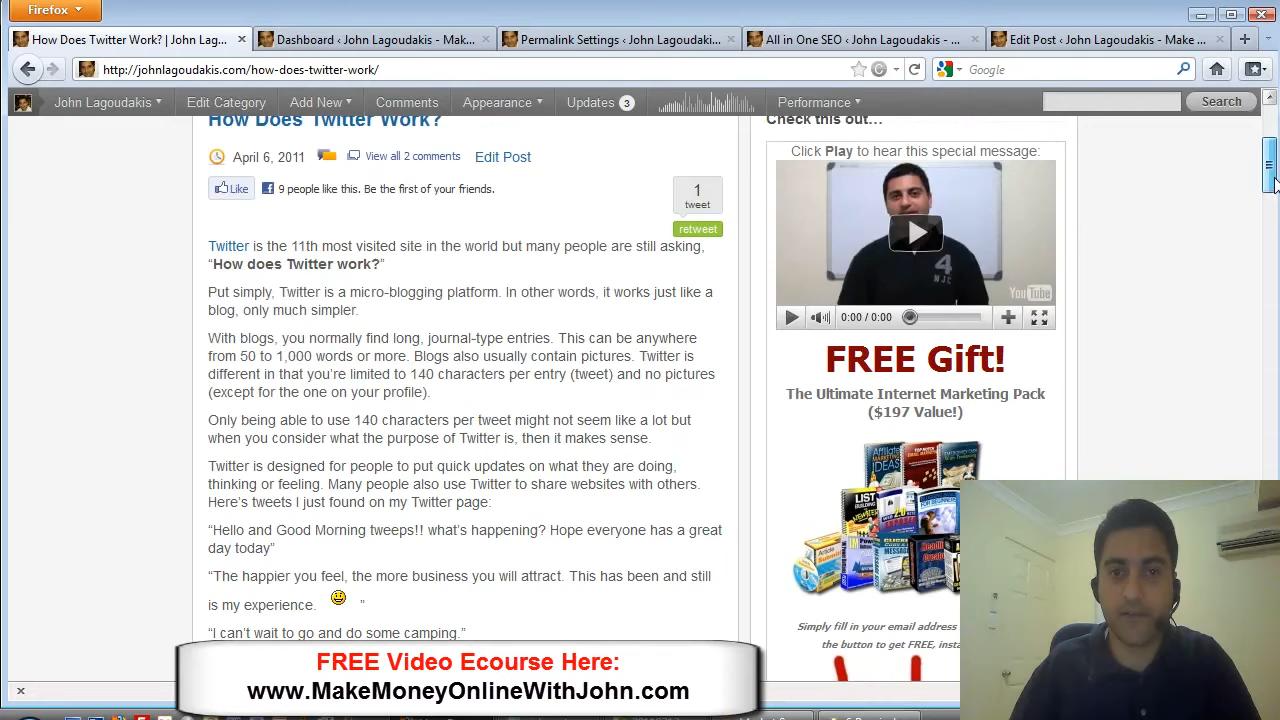 Firefox
How Does Twitter Work? | John Lag...
Dashboard ‹ John Lagoudakis - Mak...
Permalink Settings ‹ John Lagoudaki...
All in One SEO ‹ John Lagoudakis - ...
Edit Post ‹ John Lagoudakis - Make ...
http://johnlagoudakis.com/how-does-twitter-work/
Google
John Lagoudakis
Edit Category
Add New
Comments
Appearance
Updates 3
Performance
Search
How Does Twitter Work?
April 6, 2011
View all 2 comments
Edit Post
Like
9 people like this. Be the first of your friends.
1
tweet
retweet
Twitter is the 11th most visited site in the world but many people are still asking,
“How does Twitter work?”
Put simply, Twitter is a micro-blogging platform. In other words, it works just like a
blog, only much simpler.
With blogs, you normally find long, journal-type entries. This can be anywhere
from 50 to 1,000 words or more. Blogs also usually contain pictures. Twitter is
different in that you’re limited to 140 characters per entry (tweet) and no pictures
(except for the one on your profile).
Only being able to use 140 characters per tweet might not seem like a lot but
when you consider what the purpose of Twitter is, then it makes sense.
Twitter is designed for people to put quick updates on what they are doing,
thinking or feeling. Many people also use Twitter to share websites with others.
Here’s tweets I just found on my Twitter page:
“Hello and Good Morning tweeps!! what’s happening? Hope everyone has a great
day today”
“The happier you feel, the more business you will attract. This has been and still
is my experience. ”
“I can’t wait to go and do some camping.”
Check this out…
Click Play to hear this special message:
4
NJC
YouTube
0:00 / 0:00
FREE Gift!
The Ultimate Internet Marketing Pack
($197 Value!)
AFFILIATE
MARKETING
IDEAS
LIST
BUILDING
WEB 2.0
Simply fill in your email address
the button to get FREE, insta
FREE Video Ecourse Here:
www.MakeMoneyOnlineWithJohn.com